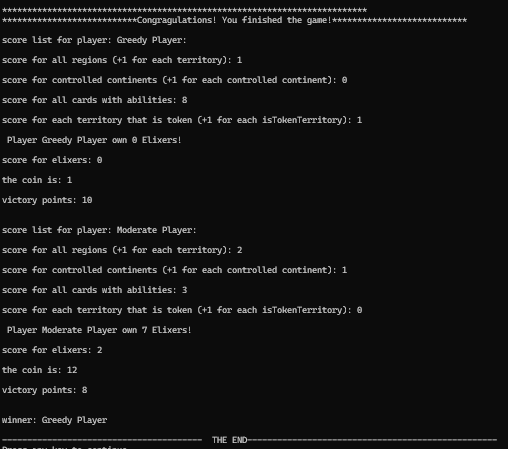 *************************************************************************
***************************Congragulations! You finished the game!***************************
score list for player: Greedy Player:
score for all regions (+1 for each territory): 1
score for controlled continents (+1 for each controlled continent): 0
score for all cards with abilities: 8
score for each territory that is token (+1 for each isTokenTerritory): 1
Player Greedy Player own 0 Elixers!
score for elixers: 0
the coin is: 1
victory points: 10
score list for player: Moderate Player:
score for all regions (+1 for each territory): 2
score for controlled continents (+1 for each controlled continent): 1
score for all cards with abilities: 3
score for each territory that is token (+1 for each isTokenTerritory): 0
Player Moderate Player own 7 Elixers!
score for elixers: 2
the coin is: 12
victory points: 8
winner: Greedy Player
----------------------------------------  THE END--------------------------------------------------
Press any key to continue